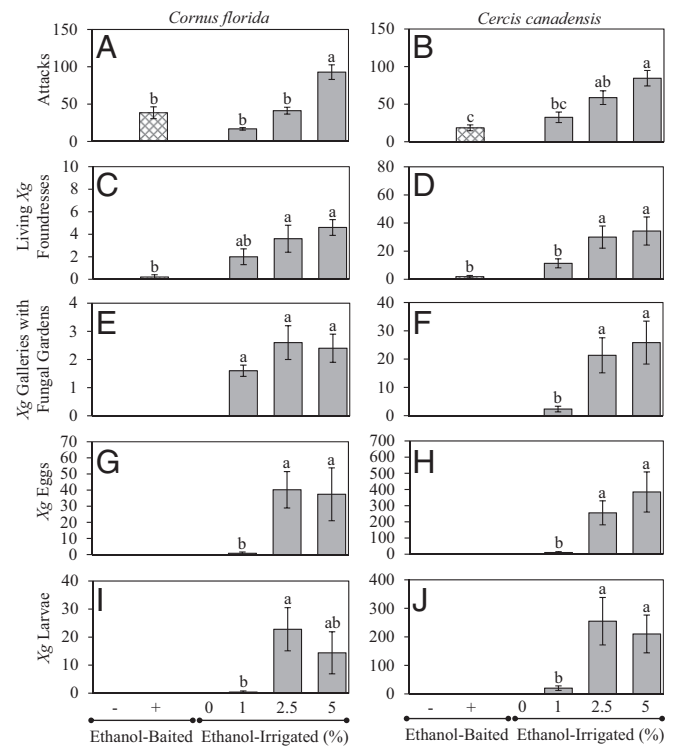 Cornus florida
Cercis canadensis
Attacks
150
100
50
0
A
b
b
b
a
150
100
50
0
B
c
bc
ab
a
Living Xg
Foundresses
10
8
6
4
2
0
C
b
ab
a
a
80
60
40
20
0
D
b
b
a
a
Xg Galleries with
Fungal Gardens
4
3
2
1
0
E
a
a
a
40
30
20
10
0
F
b
a
a
Xg Eggs
70
60
50
40
30
20
10
0
G
b
a
a
700
600
500
400
300
200
100
0
H
b
a
a
Xg Larvae
40
30
20
10
0
I
b
a
ab
400
300
200
100
0
J
b
a
a
- + 0 1 2.5 5
Ethanol-Baited Ethanol-Irrigated (%)
- + 0 1 2.5 5
Ethanol-Baited Ethanol-Irrigated (%)